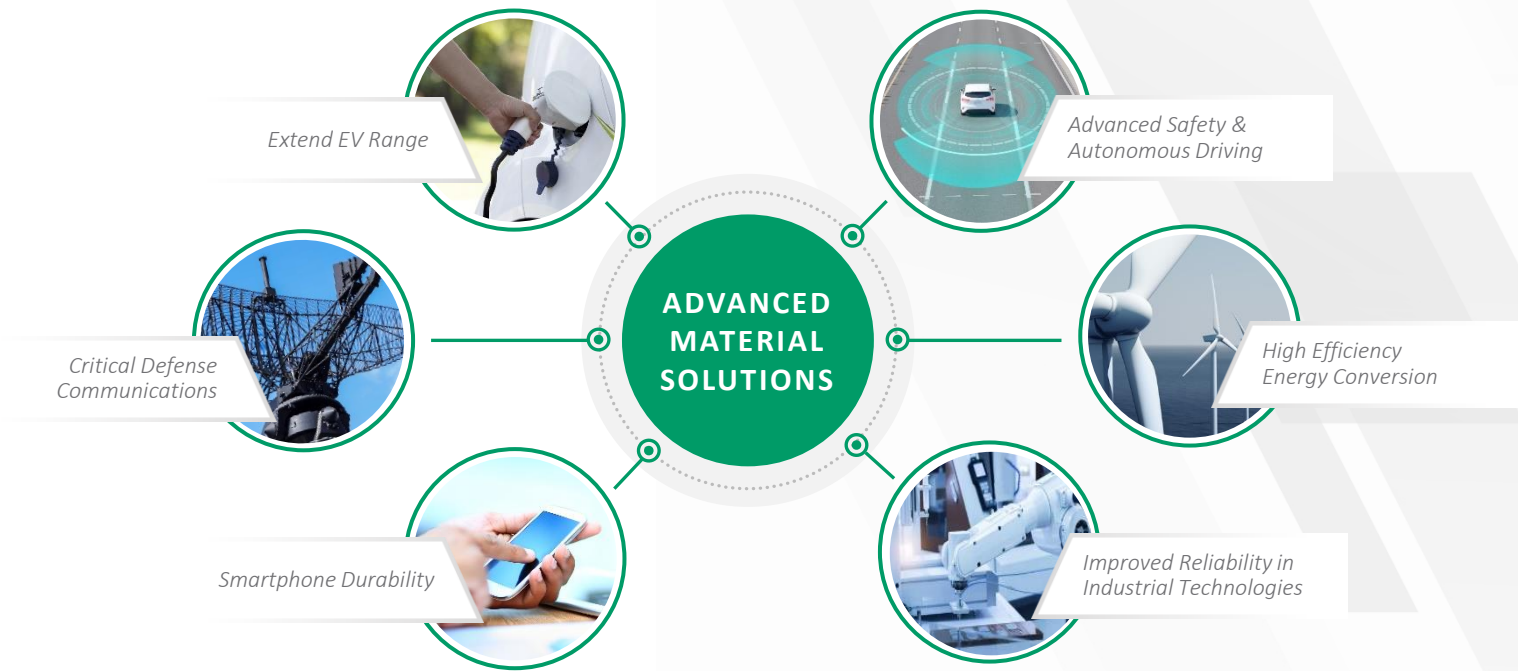 Extend EV Range
Advanced Safety &
Autonomous Driving
ADVANCED
MATERIAL
SOLUTIONS
Critical Defense
Communications
High Efficiency
Energy Conversion
Smartphone Durability
Improved Reliability in
Industrial Technologies